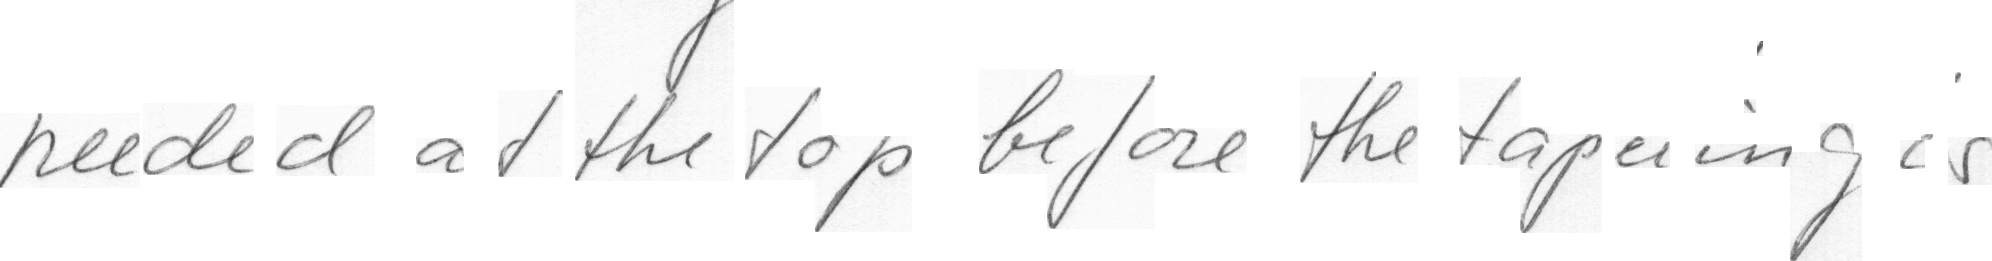 needed at the top before the tapering is